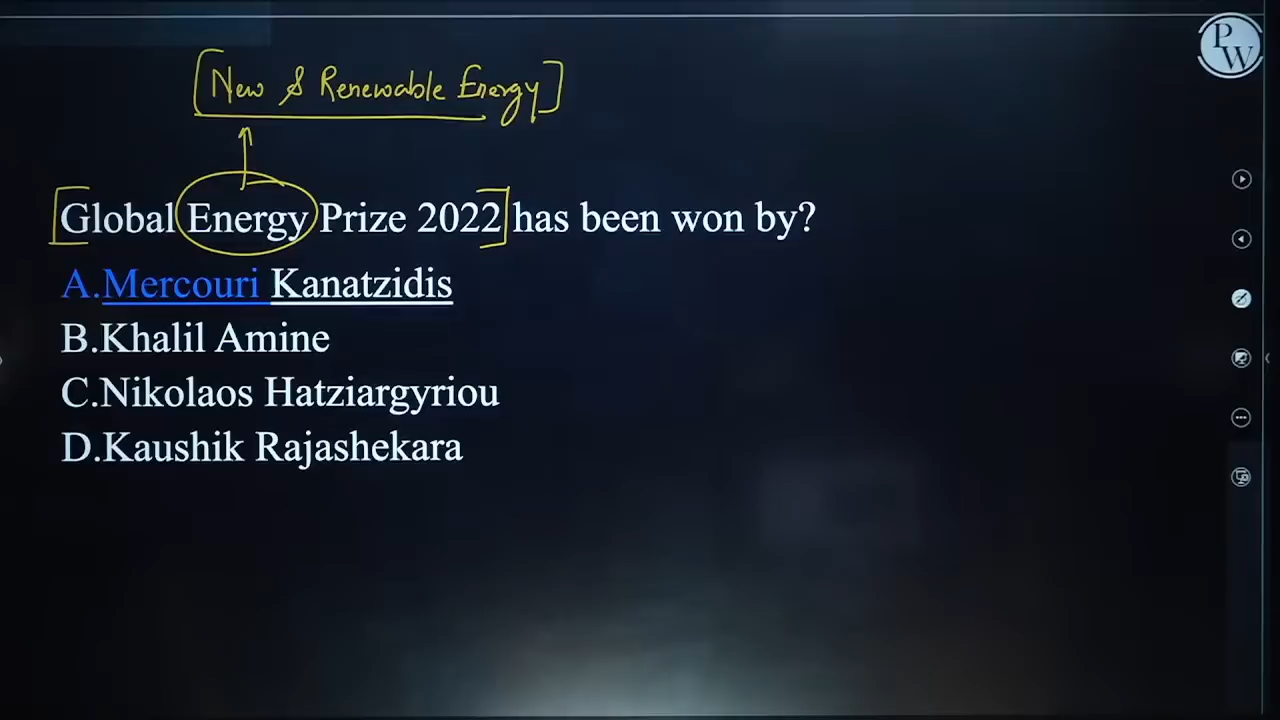 PW
[New & Renewable Energy]
[Global Energy Prize 2022] has been won by?
A.Mercouri Kanatzidis
B.Khalil Amine
C.Nikolaos Hatziargyriou
D.Kaushik Rajashekara